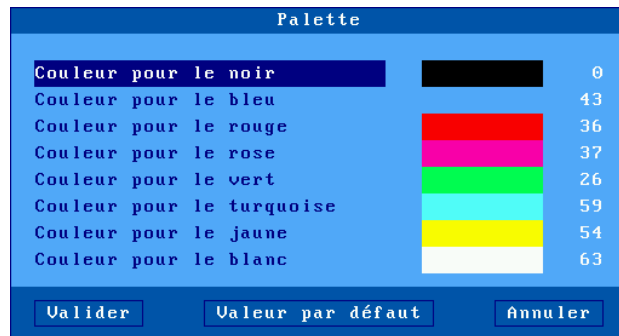 Palette
Couleur pour le noir 0
Couleur pour le bleu 43
Couleur pour le rouge 36
Couleur pour le rose 37
Couleur pour le vert 26
Couleur pour le turquoise 59
Couleur pour le jaune 54
Couleur pour le blanc 63
Valider Valeur par défaut Annuler